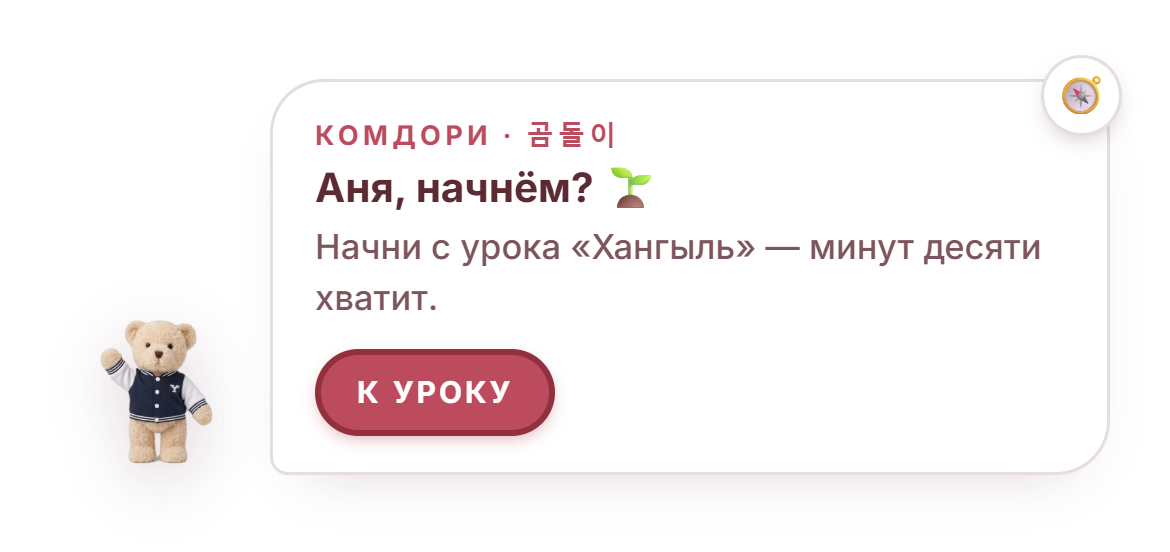 КОМДОРИ · 곰돌이
Аня, начнём? 🌱
Начни с урока «Хангыль» — минут десяти
хватит.
К УРОКУ